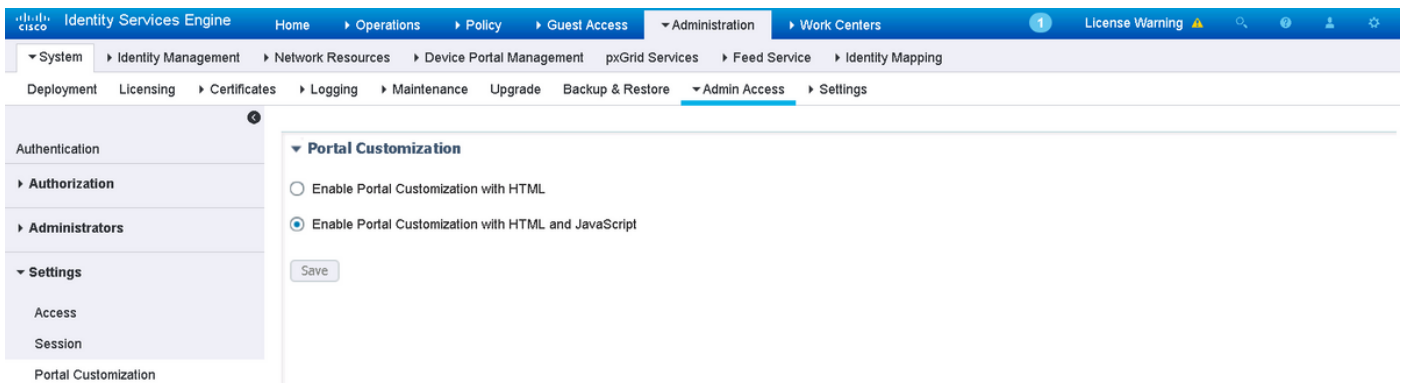 cisco Identity Services Engine Home Operations Policy Guest Access Administration Work Centers 1 License Warning
System Identity Management Network Resources Device Portal Management pxGrid Services Feed Service Identity Mapping
Deployment Licensing Certificates Logging Maintenance Upgrade Backup & Restore Admin Access Settings
Authentication
Authorization
Administrators
Settings
Access
Session
Portal Customization
Portal Customization
Enable Portal Customization with HTML
Enable Portal Customization with HTML and JavaScript
Save